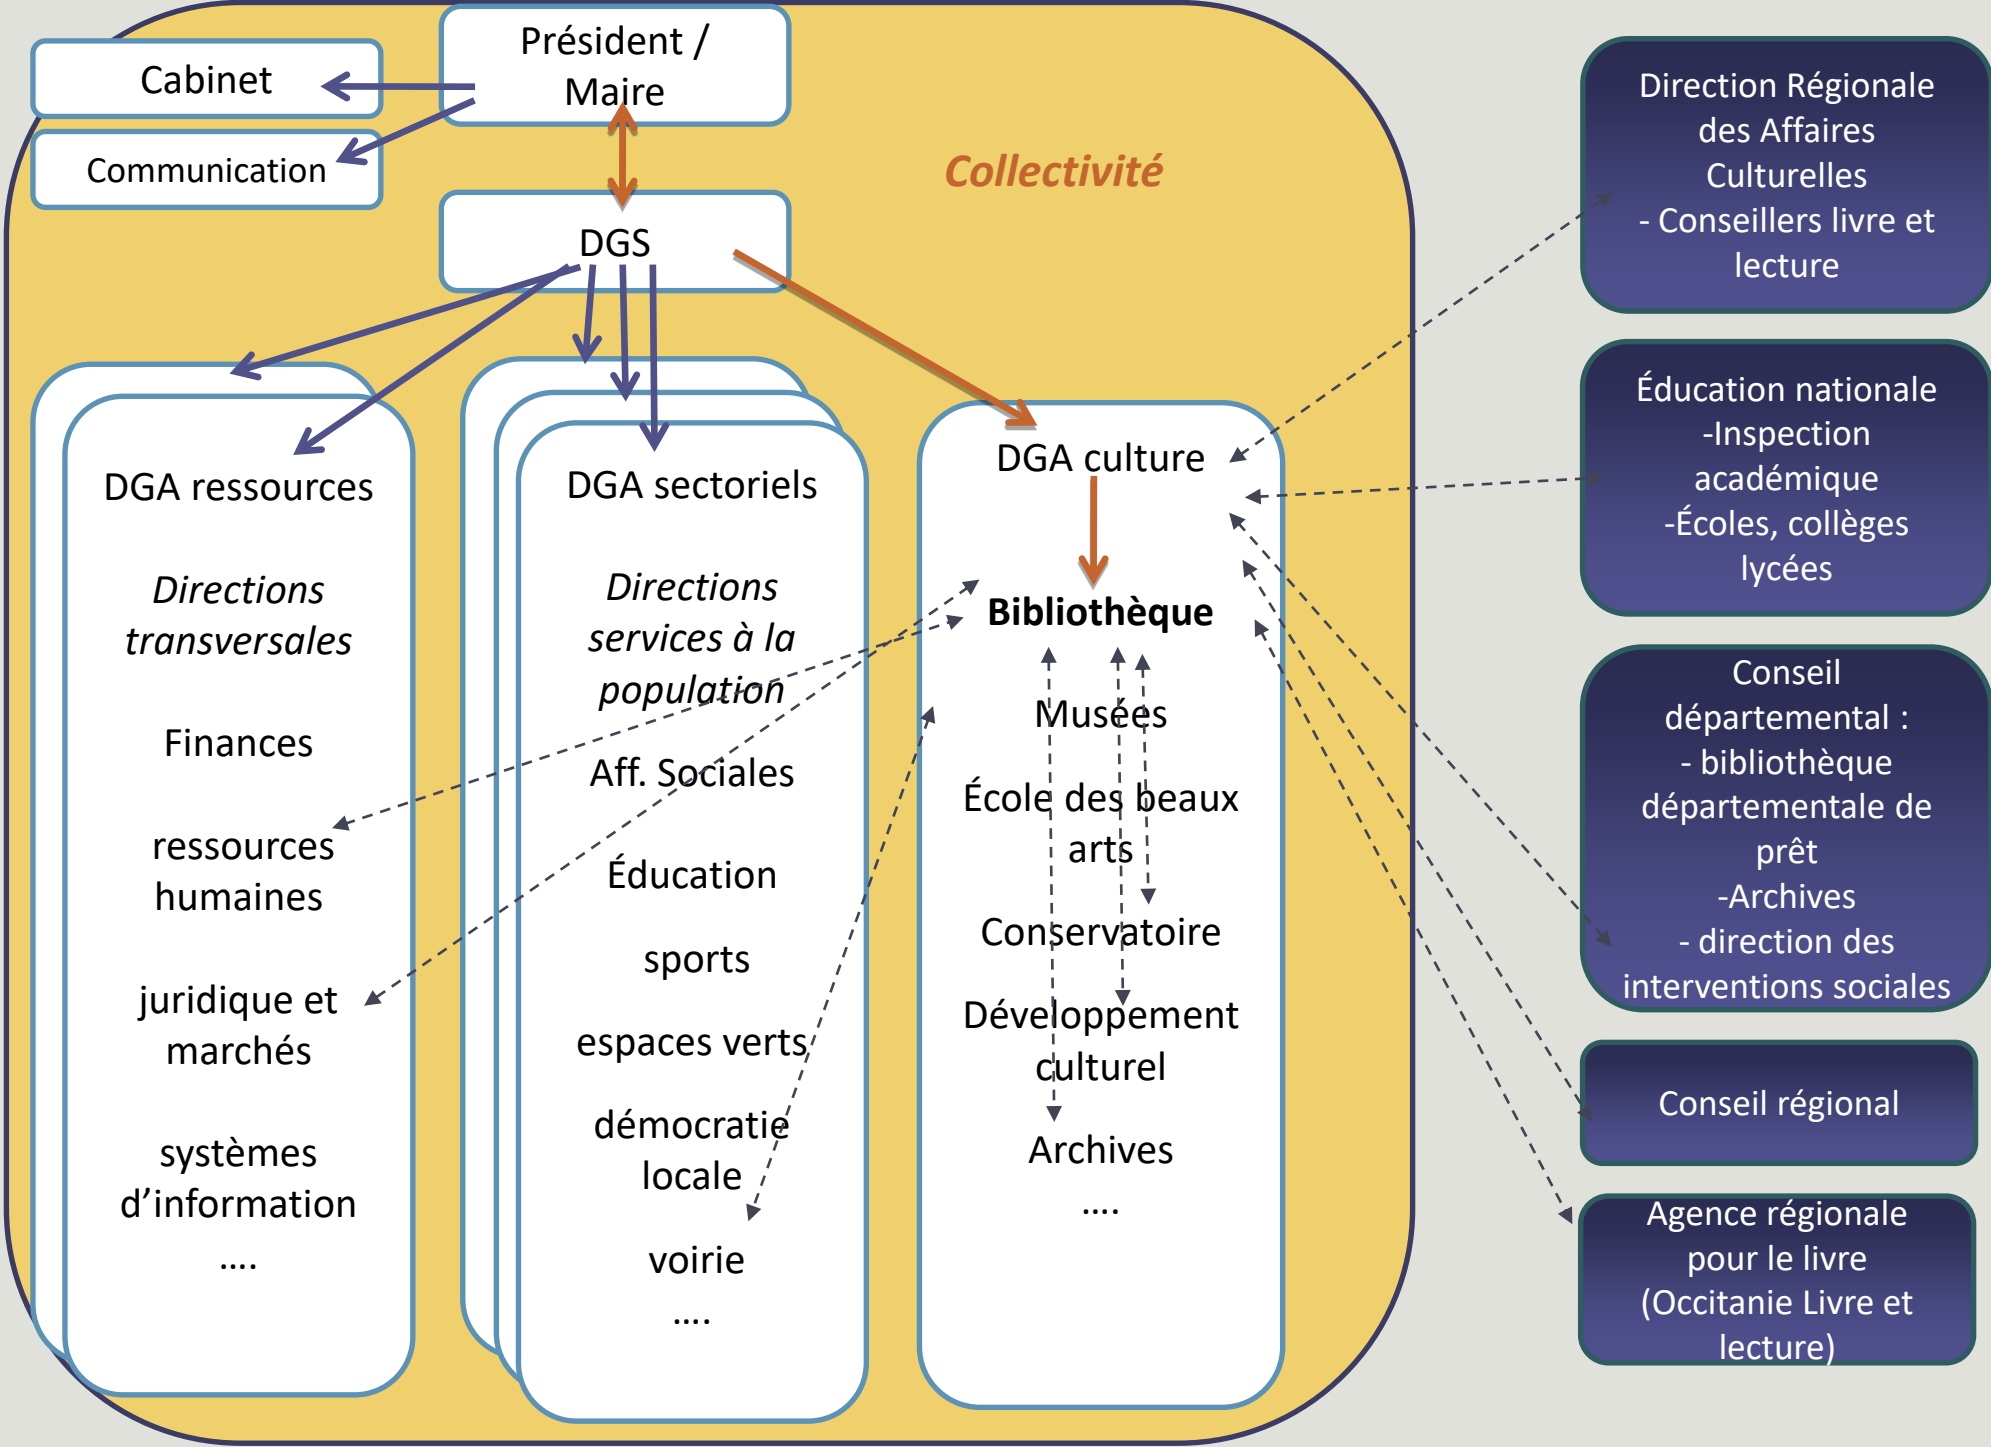 Président /
Maire
Cabinet
Communication
Collectivité
DGS
DGA ressources
Directions
transversales
Finances
ressources
humaines
juridique et
marchés
systèmes
d’information
….
DGA sectoriels
Directions
services à la
population
Aff. Sociales
Éducation
sports
espaces verts
démocratie
locale
voirie
….
DGA culture
Bibliothèque
Musées
École des beaux
arts
Conservatoire
Développement
culturel
Archives
….
Direction Régionale
des Affaires
Culturelles
- Conseillers livre et
lecture
Éducation nationale
-Inspection
académique
-Écoles, collèges
lycées
Conseil
départemental :
- bibliothèque
départementale de
prêt
-Archives
- direction des
interventions sociales
Conseil régional
Agence régionale
pour le livre
(Occitanie Livre et
lecture)